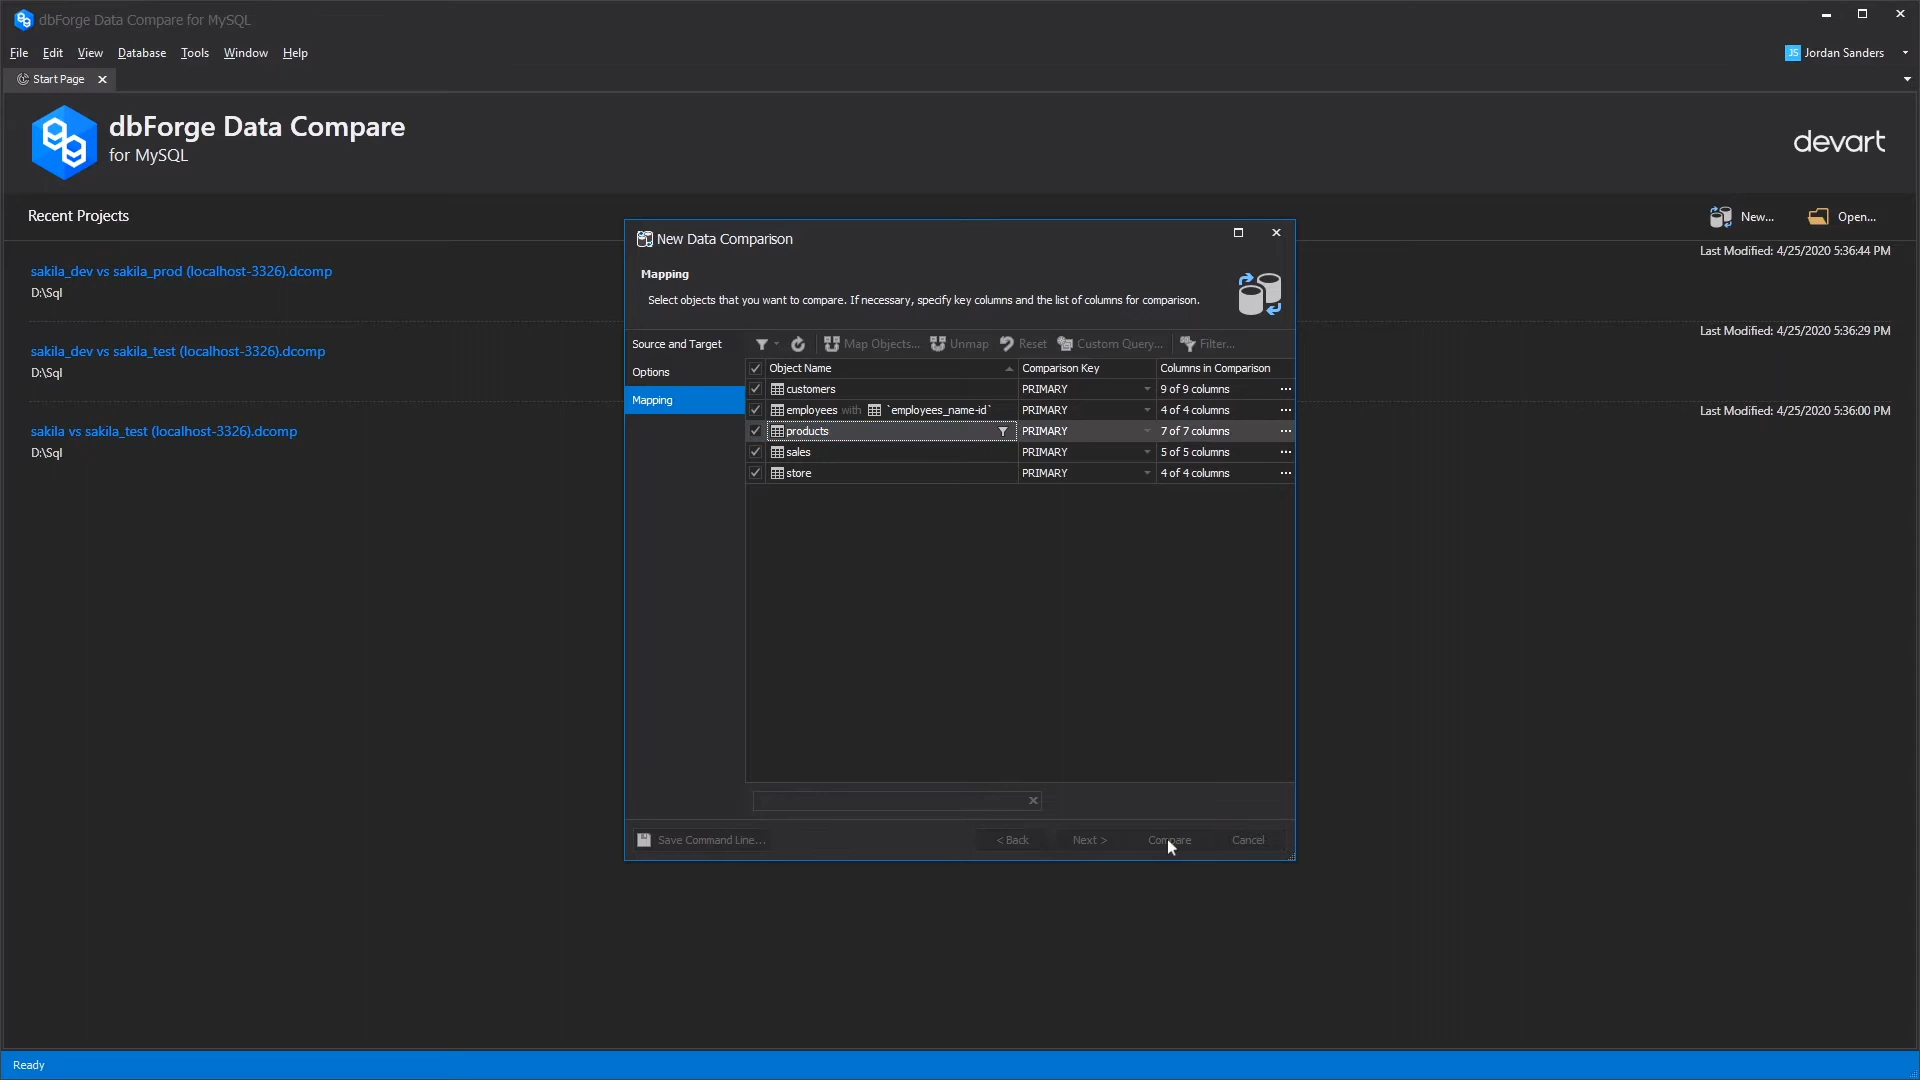 dbForge Data Compare for MySQL
File Edit View Database Tools Window Help
JS Jordan Sanders
Start Page
dbForge Data Compare
for MySQL
devart
Recent Projects
New...
Open...
sakila_dev vs sakila_prod (localhost-3326).dcomp
D:\Sql
Last Modified: 4/25/2020 5:36:44 PM
sakila_dev vs sakila_test (localhost-3326).dcomp
D:\Sql
Last Modified: 4/25/2020 5:36:29 PM
sakila vs sakila_test (localhost-3326).dcomp
D:\Sql
Last Modified: 4/25/2020 5:36:00 PM
New Data Comparison
Mapping
Select objects that you want to compare. If necessary, specify key columns and the list of columns for comparison.
Source and Target
Options
Mapping
Map Objects... Unmap Reset Custom Query... Filter...
Object Name Comparison Key Columns in Comparison
customers PRIMARY 9 of 9 columns ...
employees with `employees_name-id` PRIMARY 4 of 4 columns ...
products PRIMARY 7 of 7 columns ...
sales PRIMARY 5 of 5 columns ...
store PRIMARY 4 of 4 columns ...
Save Command Line... < Back Next > Compare Cancel
Ready